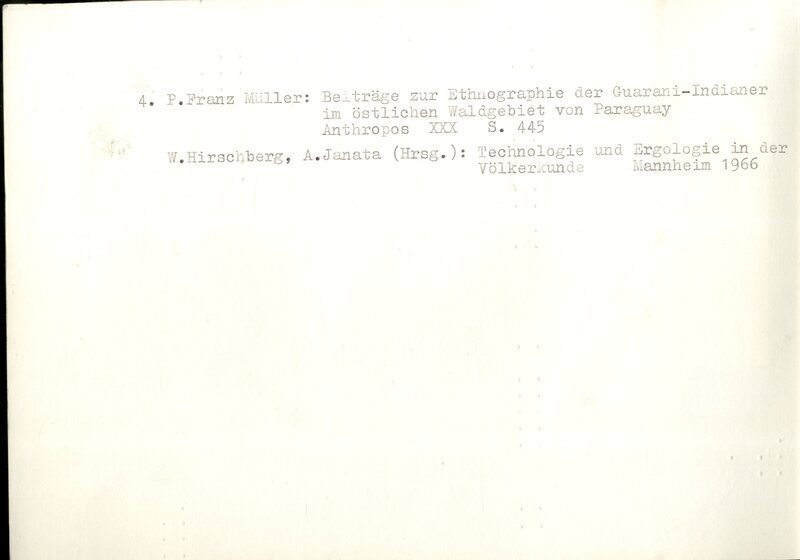 4. P.Franz Müller: Beiträge zur Ethnographie der Guarani-Indianer
im östlichen Waldgebiet von Paraguay
Anthropos XXX S. 445
W.Hirschberg, A.Janata (Hrsg.): Technologie und Ergologie in der
Völkerkunde Mannheim 1966